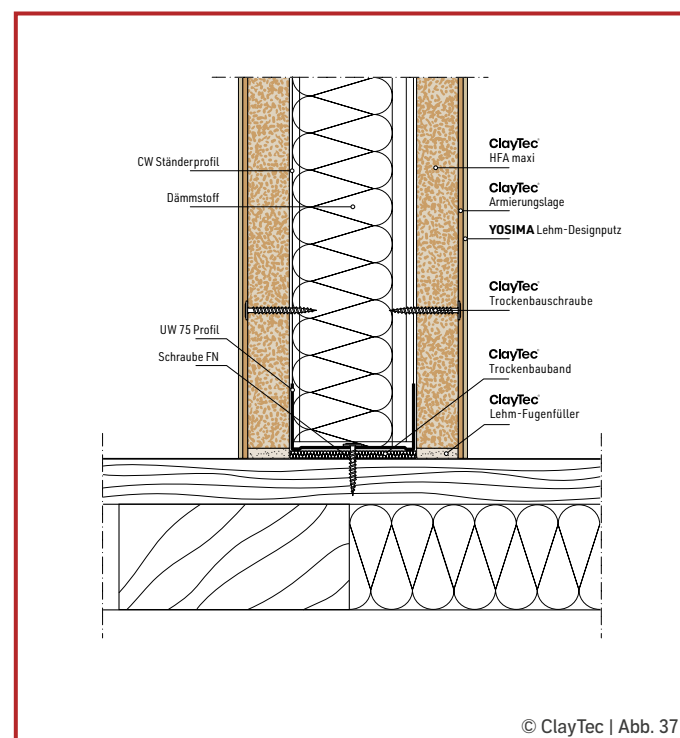 CW Ständerprofil
Dämmstoff
UW 75 Profil
Schraube FN
ClayTec
HFA maxi
ClayTec
Armierungslage
YOSIMA Lehm-Designputz
ClayTec
Trockenbauschraube
ClayTec
Trockenbauband
ClayTec
Lehm-Fugenfüller
© ClayTec | Abb. 37